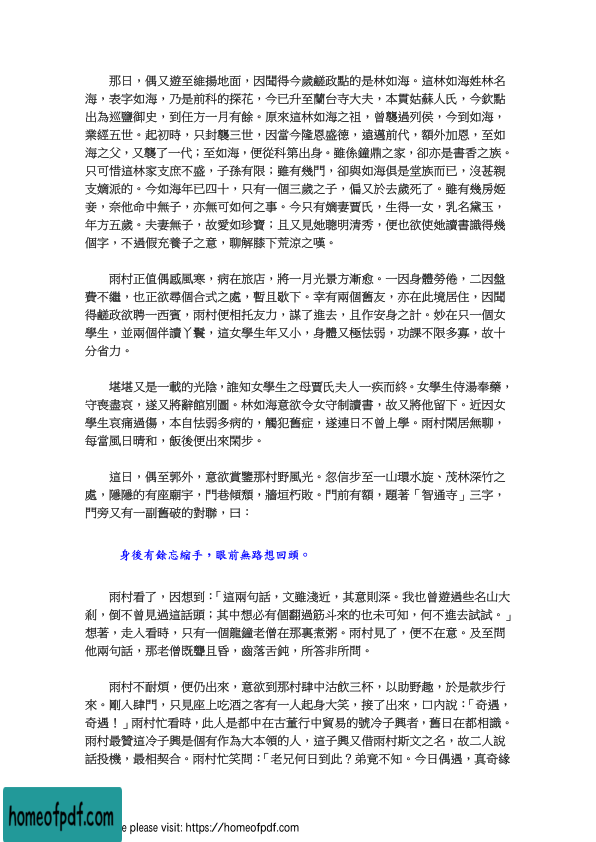 那日，偶又遊至維揚地面，因聞得今歲鹺政點的是林如海。這林如海姓林名
海，表字如海，乃是前科的探花，今已升至蘭台寺大夫，本貫姑蘇人氏，今欽點
出為巡鹽御史，到任方一月有餘。原來這林如海之祖，曾襲過列侯，今到如海，
業經五世。起初時，只封襲三世，因當今隆恩盛德，遠邁前代，額外加恩，至如
海之父，又襲了一代；至如海，便從科第出身。雖係鐘鼎之家，卻亦是書香之族。
只可惜這林家支庶不盛，子孫有限；雖有幾門，卻與如海俱是堂族而已，沒甚親
支嫡派的。今如海年已四十，只有一個三歲之子，偏又於去歲死了。雖有幾房姬
妾，奈他命中無子，亦無可如何之事。今只有嫡妻賈氏，生得一女，乳名黛玉，
年方五歲。夫妻無子，故愛如珍寶；且又見她聰明清秀，便也欲使她讀書識得幾
個字，不過假充養子之意，聊解膝下荒涼之嘆。
雨村正值偶感風寒，病在旅店，將一月光景方漸愈。一因身體勞倦，二因盤
費不繼，也正欲尋個合式之處，暫且歇下。幸有兩個舊友，亦在此境居住，因聞
得鹺政欲聘一西賓，雨村便相托友力，謀了進去，且作安身之計。妙在只一個女
學生，並兩個伴讀丫鬟，這女學生年又小，身體又極怯弱，功課不限多寡，故十
分省力。
堪堪又是一載的光陰，誰知女學生之母賈氏夫人一疾而終。女學生侍湯奉藥，
守喪盡哀，遂又將辭館別圖。林如海意欲令女守制讀書，故又將他留下。近因女
學生哀痛過傷，本自怯弱多病的，觸犯舊症，遂連日不曾上學。雨村閑居無聊，
每當風日晴和，飯後便出來閑步。
這日，偶至郭外，意欲賞鑒那村野風光。忽信步至一山環水旋、茂林深竹之
處，隱隱的有座廟宇，門巷傾頹，牆垣朽敗。門前有額，題著「智通寺」三字，
門旁又有一副舊破的對聯，曰：
身後有餘忘縮手，眼前無路想回頭。
雨村看了，因想到：「這兩句話，文雖淺近，其意則深。我也曾遊過些名山大
剎，倒不曾見過這話頭；其中想必有個翻過筋斗來的也未可知，何不進去試試。」
想著，走入看時，只有一個龍鐘老僧在那裏煮粥。雨村見了，便不在意。及至問
他兩句話，那老僧既聾且昏，齒落舌鈍，所答非所問。
雨村不耐煩，便仍出來，意欲到那村肆中沽飲三杯，以助野趣，於是款步行
來。剛入肆門，只見座上吃酒之客有一人起身大笑，接了出來，口內說：「奇遇，
奇遇！」雨村忙看時，此人是都中在古董行中貿易的號冷子興者，舊日在都相識。
雨村最贊這冷子興是個有作為大本領的人，這子興又借雨村斯文之名，故二人說
話投機，最相契合。雨村忙笑問：「老兄何日到此？弟竟不知。今日偶遇，真奇緣
homeofpdf.com
e please visit: https://homeofpdf.com